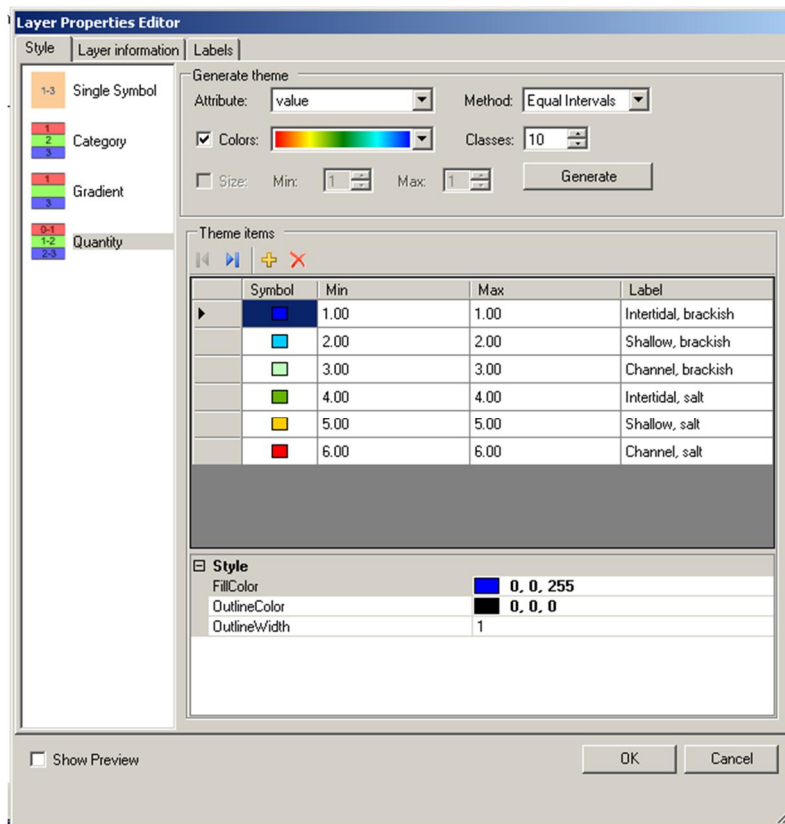 Layer Properties Editor
Style Layer information Labels
1-3 Single Symbol
1 2 3 Category
1 3 Gradient
0-1 1-2 2-3 Quantity
Generate theme
Attribute: value Method: Equal Intervals
Colors: Classes: 10
Size: Min: 1 Max: 1 Generate
Theme items
Symbol Min Max Label
1.00 1.00 Intertidal, brackish
2.00 2.00 Shallow, brackish
3.00 3.00 Channel, brackish
4.00 4.00 Intertidal, salt
5.00 5.00 Shallow, salt
6.00 6.00 Channel, salt
Style
FillColor 0, 0, 255
OutlineColor 0, 0, 0
OutlineWidth 1
Show Preview OK Cancel